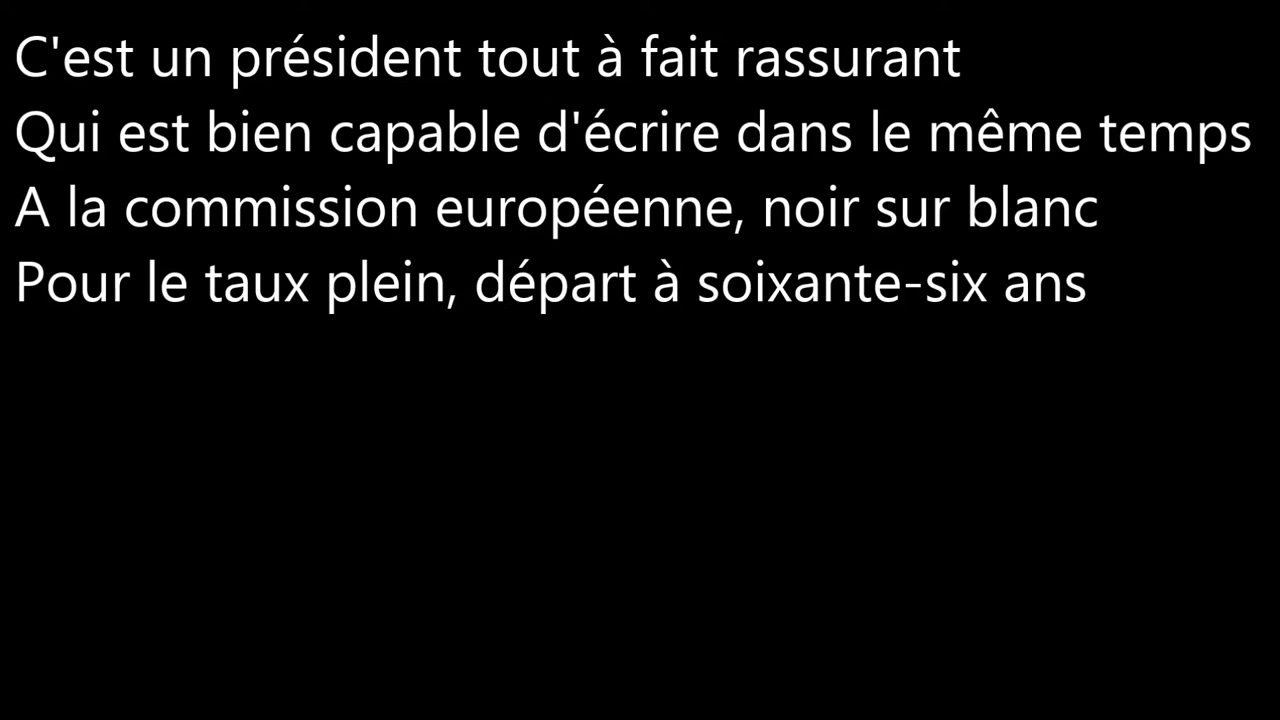 C'est un président tout à fait rassurant
Qui est bien capable d'écrire dans le même temps
A la commission européenne, noir sur blanc
Pour le taux plein, départ à soixante-six ans